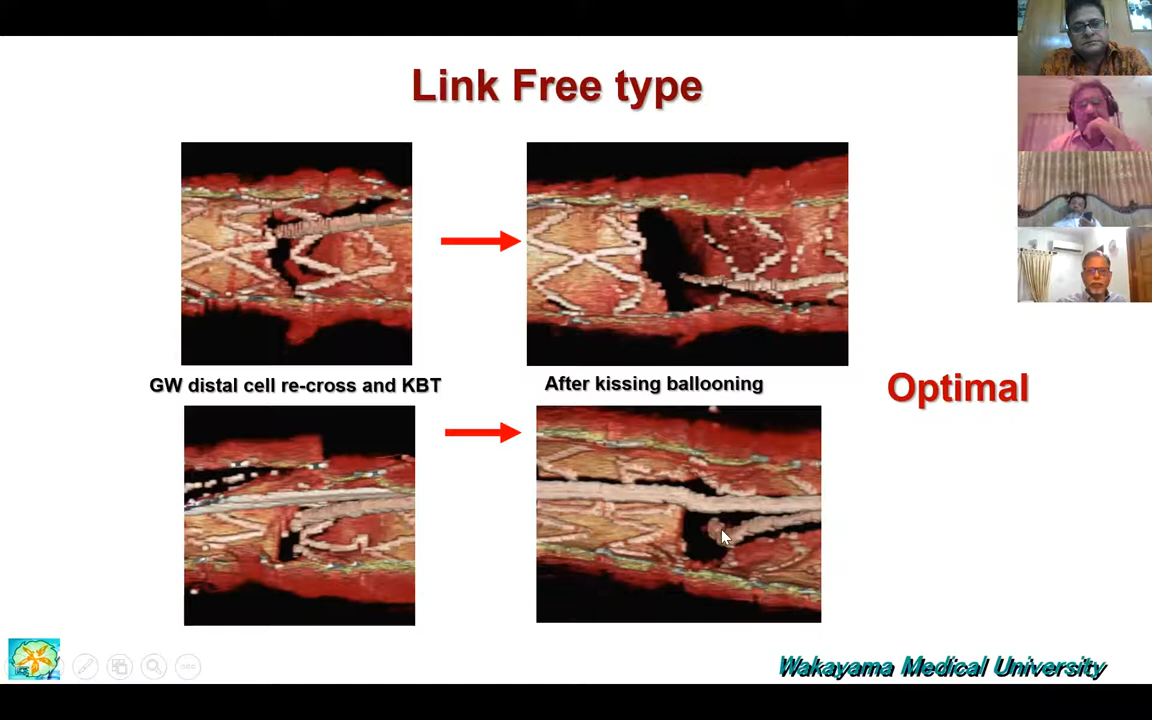 Link Free type
GW distal cell re-cross and KBT
After kissing ballooning
Optimal
Wakayama Medical University